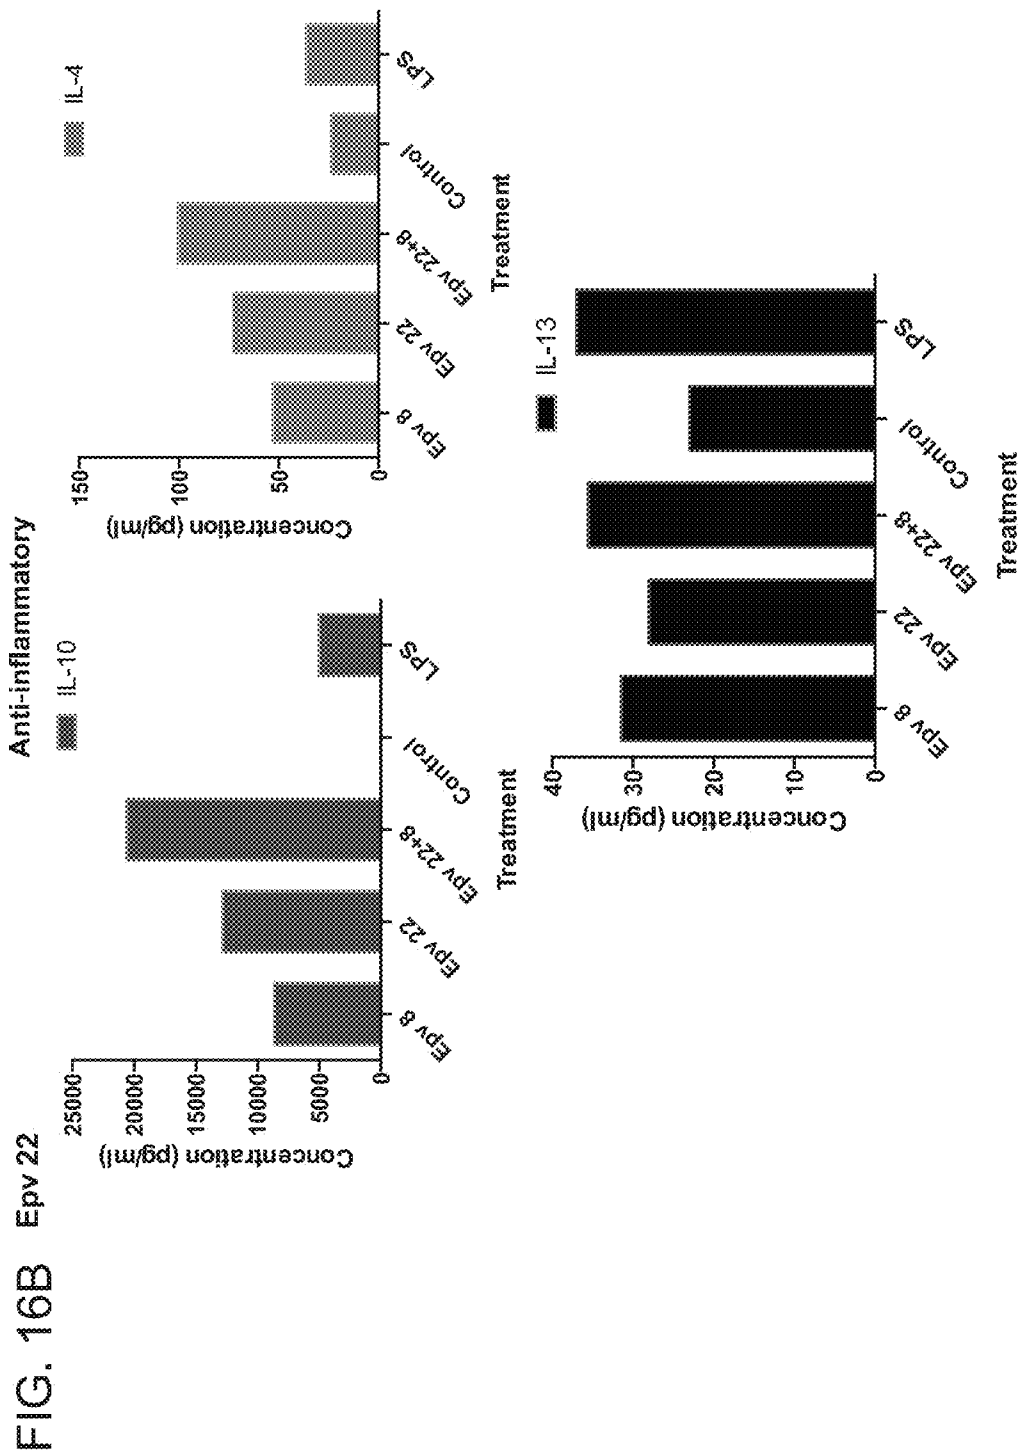 FIG. 16B Epv 22
Anti-inflammatory
IL-10
Concentration (pg/ml)
25000
20000
15000
10000
5000
0
Epv 8
Epv 22
Epv 22+8
Control
LPS
Treatment
IL-4
Concentration (pg/ml)
150
100
50
0
Epv 8
Epv 22
Epv 22+8
Control
LPS
Treatment
IL-13
Concentration (pg/ml)
40
30
20
10
0
Epv 8
Epv 22
Epv 22+8
Control
LPS
Treatment